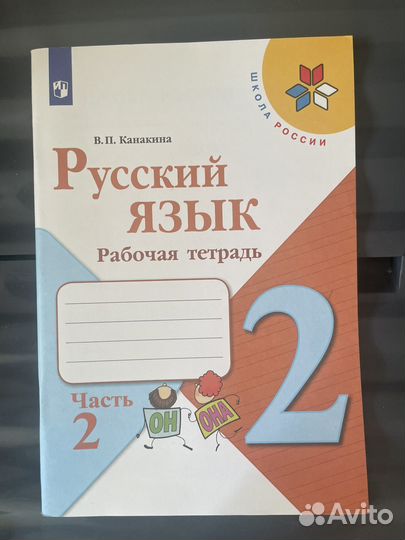 ШКОЛА РОССИИ
В.П. Канакина
Русский
язык
Рабочая тетрадь
2
Часть
2
ОН
ОНА
Avito